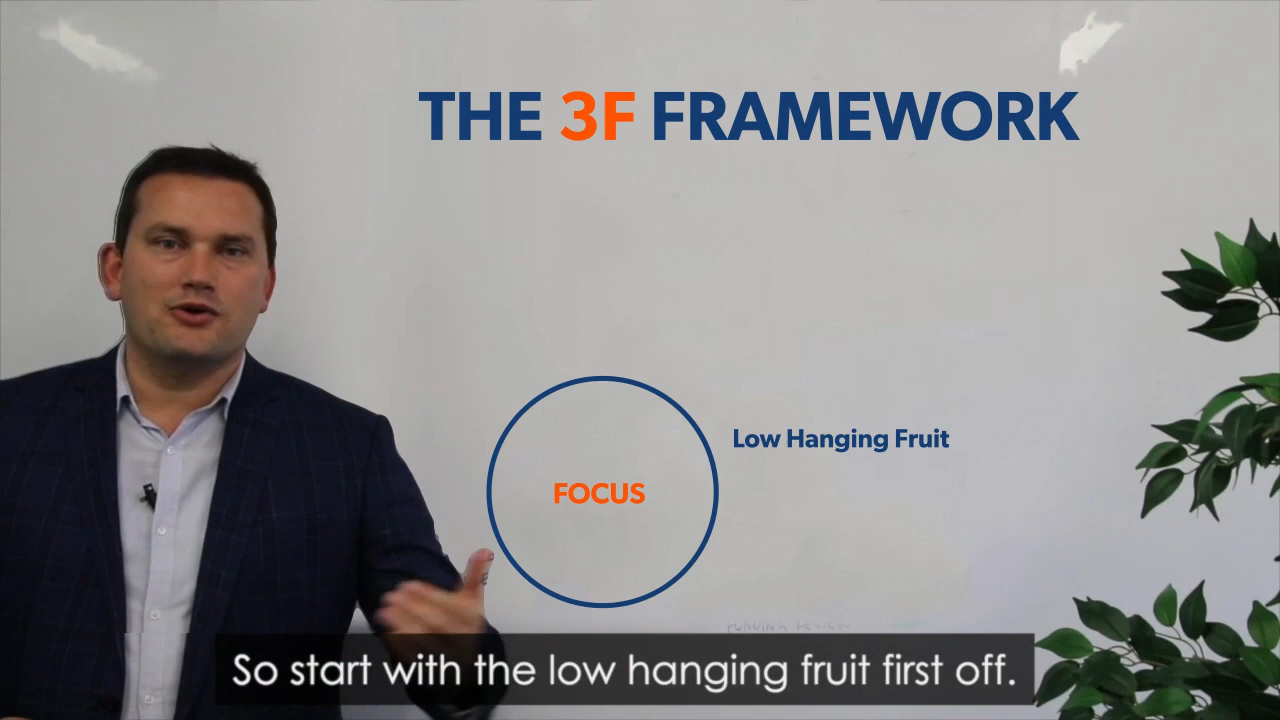 THE 3F FRAMEWORK
Low Hanging Fruit
FOCUS
So start with the low hanging fruit first off.